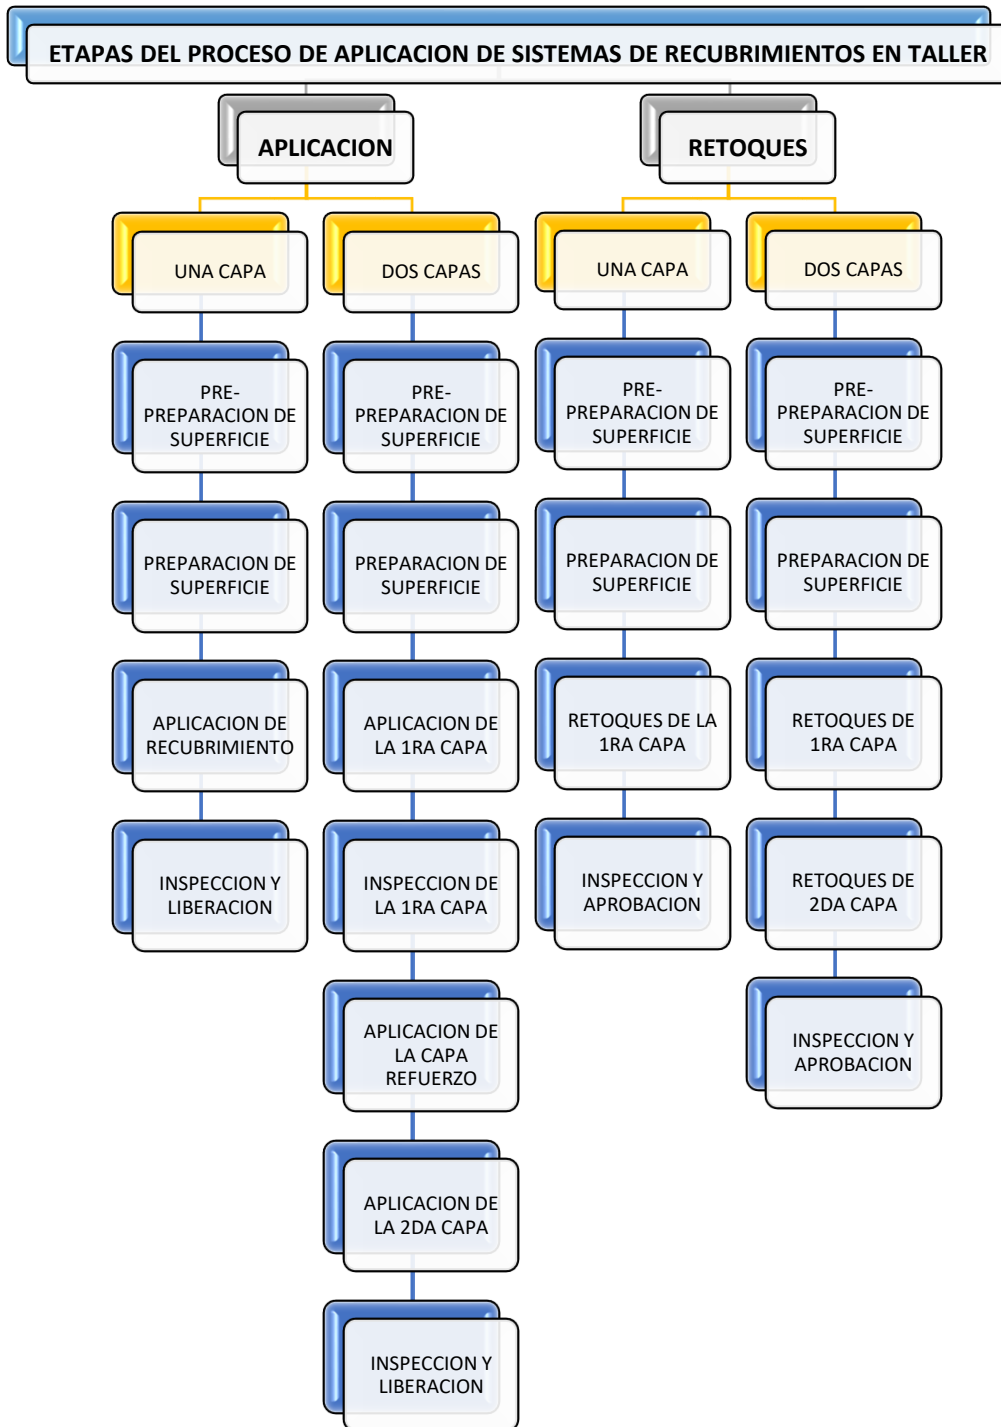 ETAPAS DEL PROCESO DE APLICACION DE SISTEMAS DE RECUBRIMIENTOS EN TALLER
APLICACION
UNA CAPA
PRE-
PREPARACION DE
SUPERFICIE
PREPARACION DE
SUPERFICIE
APLICACION DE
RECUBRIMIENTO
INSPECCION Y
LIBERACION
DOS CAPAS
PRE-
PREPARACION DE
SUPERFICIE
PREPARACION DE
SUPERFICIE
APLICACION DE
LA 1RA CAPA
INSPECCION DE
LA 1RA CAPA
APLICACION DE
LA CAPA
REFUERZO
APLICACION DE
LA 2DA CAPA
INSPECCION Y
LIBERACION
RETOQUES
UNA CAPA
PRE-
PREPARACION DE
SUPERFICIE
PREPARACION DE
SUPERFICIE
RETOQUES DE LA
1RA CAPA
INSPECCION Y
APROBACION
DOS CAPAS
PRE-
PREPARACION DE
SUPERFICIE
PREPARACION DE
SUPERFICIE
RETOQUES DE
1RA CAPA
RETOQUES DE
2DA CAPA
INSPECCION Y
APROBACION